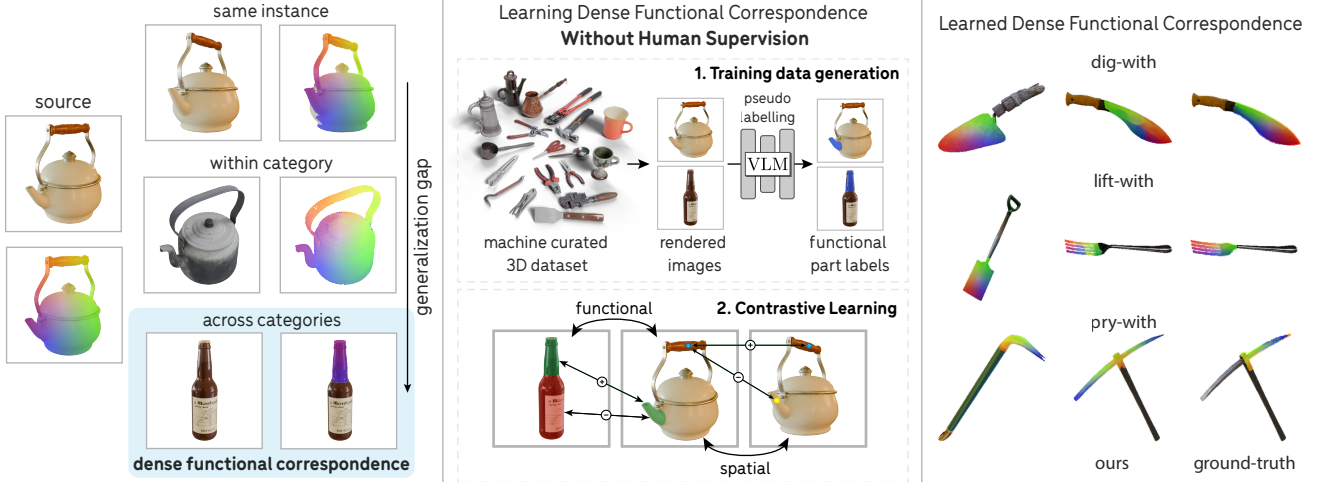 same instance
source
within category
generalization gap
across categories
dense functional correspondence
Learning Dense Functional Correspondence
Without Human Supervision
1. Training data generation
pseudo
labelling
VLM
machine curated
3D dataset
rendered
images
functional
part labels
2. Contrastive Learning
functional
+
+
−
−
spatial
Learned Dense Functional Correspondence
dig-with
lift-with
pry-with
ours
ground-truth